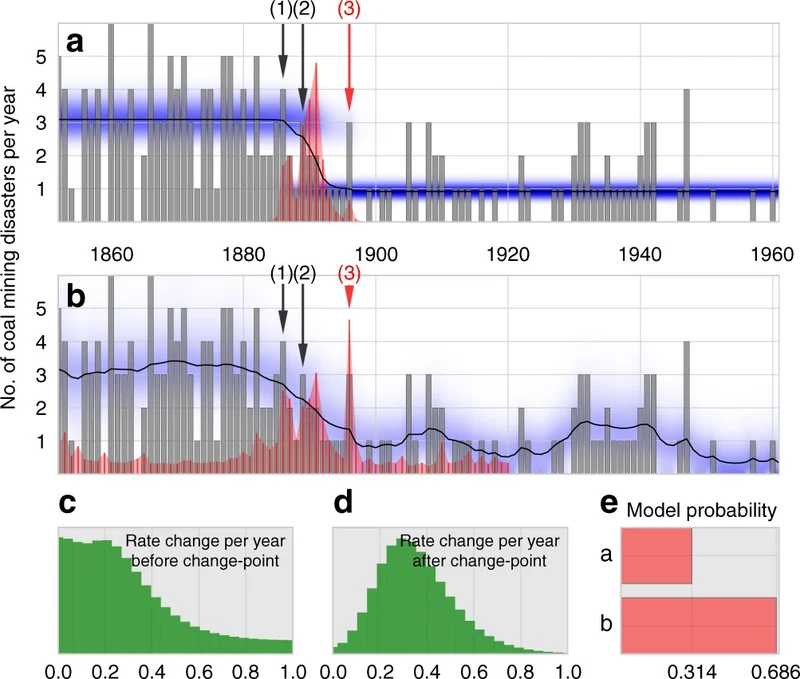 (1)(2) (3)
a
No. of coal mining disasters per year
5
4
3
2
1
1860 1880 1900 1920 1940 1960
(1)(2) (3)
b
5
4
3
2
1
c
Rate change per year
before change-point
0.0 0.2 0.4 0.6 0.8 1.0
d
Rate change per year
after change-point
0.0 0.2 0.4 0.6 0.8 1.0
e
Model probability
a
b
0.314 0.686